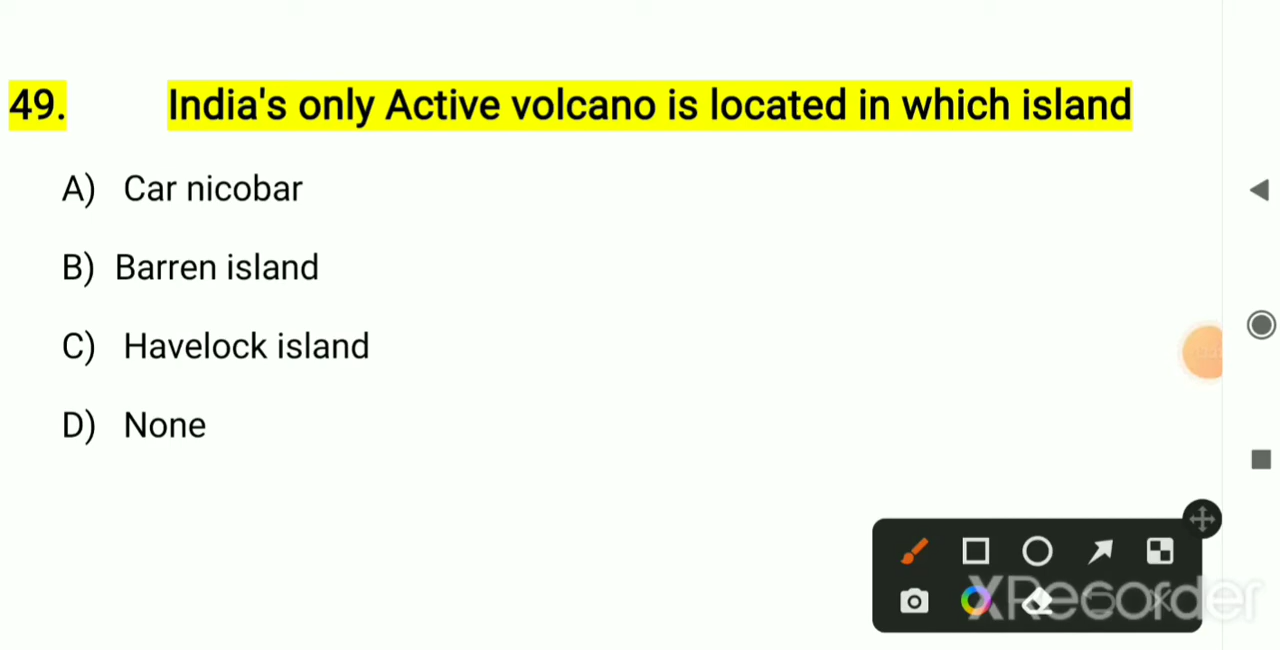 49. India's only Active volcano is located in which island
A) Car nicobar
B) Barren island
C) Havelock island
D) None
XRecorder